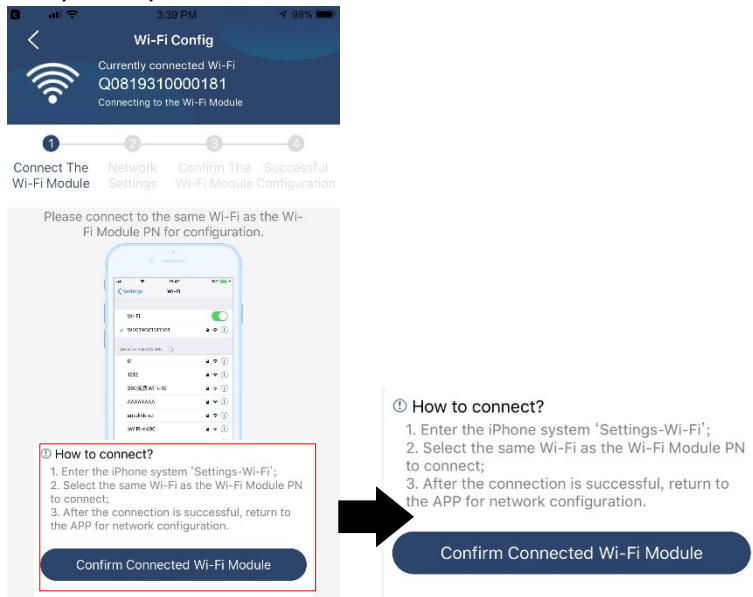 3:39 PM
98%
Wi-Fi Config
Currently connected Wi-Fi
Q0819310000181
Connecting to the Wi-Fi Module
1 2 3 4
Connect The Wi-Fi Module
Network Settings
Confirm The Wi-Fi Module
Successful Configuration
Please connect to the same Wi-Fi as the Wi-
Fi Module PN for configuration.
Settings Wi-Fi
Wi-Fi
AAAAAAAA
How to connect?
1. Enter the iPhone system ‘Settings-Wi-Fi’;
2. Select the same Wi-Fi as the Wi-Fi Module PN
to connect;
3. After the connection is successful, return to
the APP for network configuration.
Confirm Connected Wi-Fi Module
How to connect?
1. Enter the iPhone system ‘Settings-Wi-Fi’;
2. Select the same Wi-Fi as the Wi-Fi Module PN
to connect;
3. After the connection is successful, return to
the APP for network configuration.
Confirm Connected Wi-Fi Module